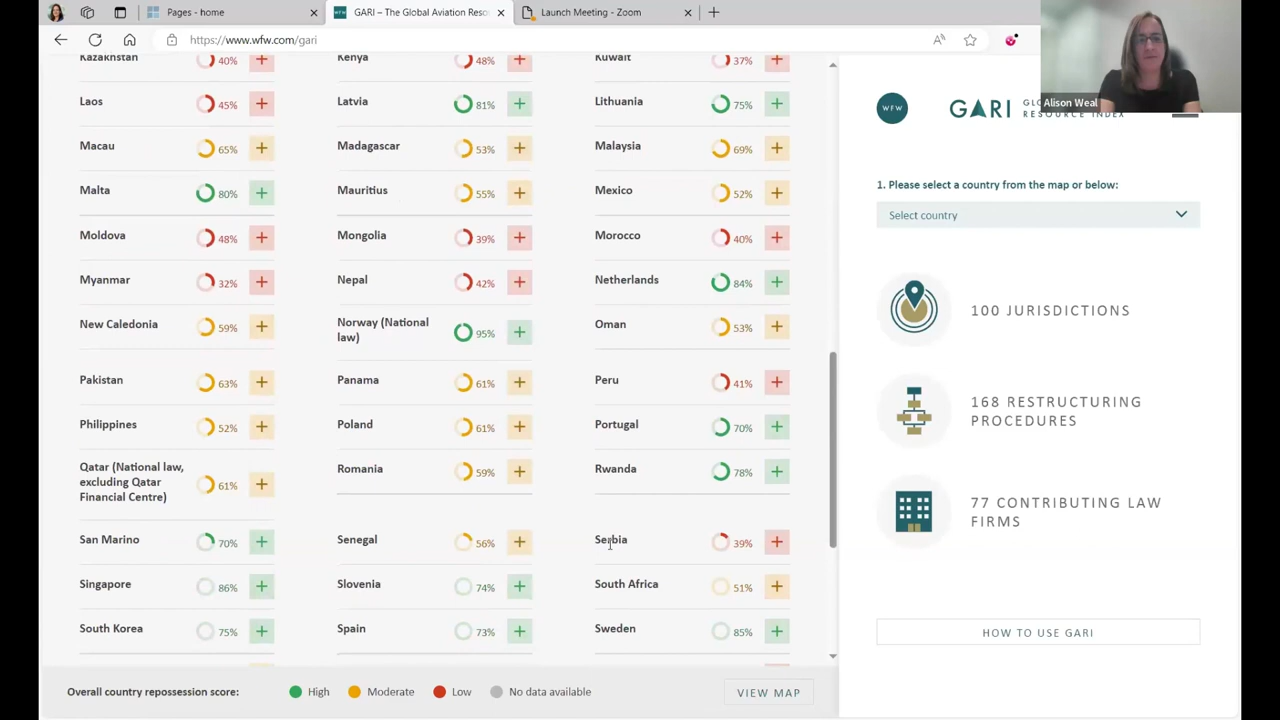 Pages - home
GARI – The Global Aviation Reso
Launch Meeting - Zoom
https://www.wfw.com/gari
Alison Weal
Kazakhstan 40% + Kenya 48% + Kuwait 37% +
Laos 45% + Latvia 81% + Lithuania 75% +
Macau 65% + Madagascar 53% + Malaysia 69% +
Malta 80% + Mauritius 55% + Mexico 52% +
Moldova 48% + Mongolia 39% + Morocco 40% +
Myanmar 32% + Nepal 42% + Netherlands 84% +
New Caledonia 59% + Norway (National law) 95% + Oman 53% +
Pakistan 63% + Panama 61% + Peru 41% +
Philippines 52% + Poland 61% + Portugal 70% +
Qatar (National law,
excluding Qatar
Financial Centre) 61% + Romania 59% + Rwanda 78% +
San Marino 70% + Senegal 56% + Serbia 39% +
Singapore 86% + Slovenia 74% + South Africa 51% +
South Korea 75% + Spain 73% + Sweden 85% +
Overall country repossession score: High Moderate Low No data available
VIEW MAP
WFW
GARI
RESOURCE INDEX
1. Please select a country from the map or below:
Select country
100 JURISDICTIONS
168 RESTRUCTURING
PROCEDURES
77 CONTRIBUTING LAW
FIRMS
HOW TO USE GARI